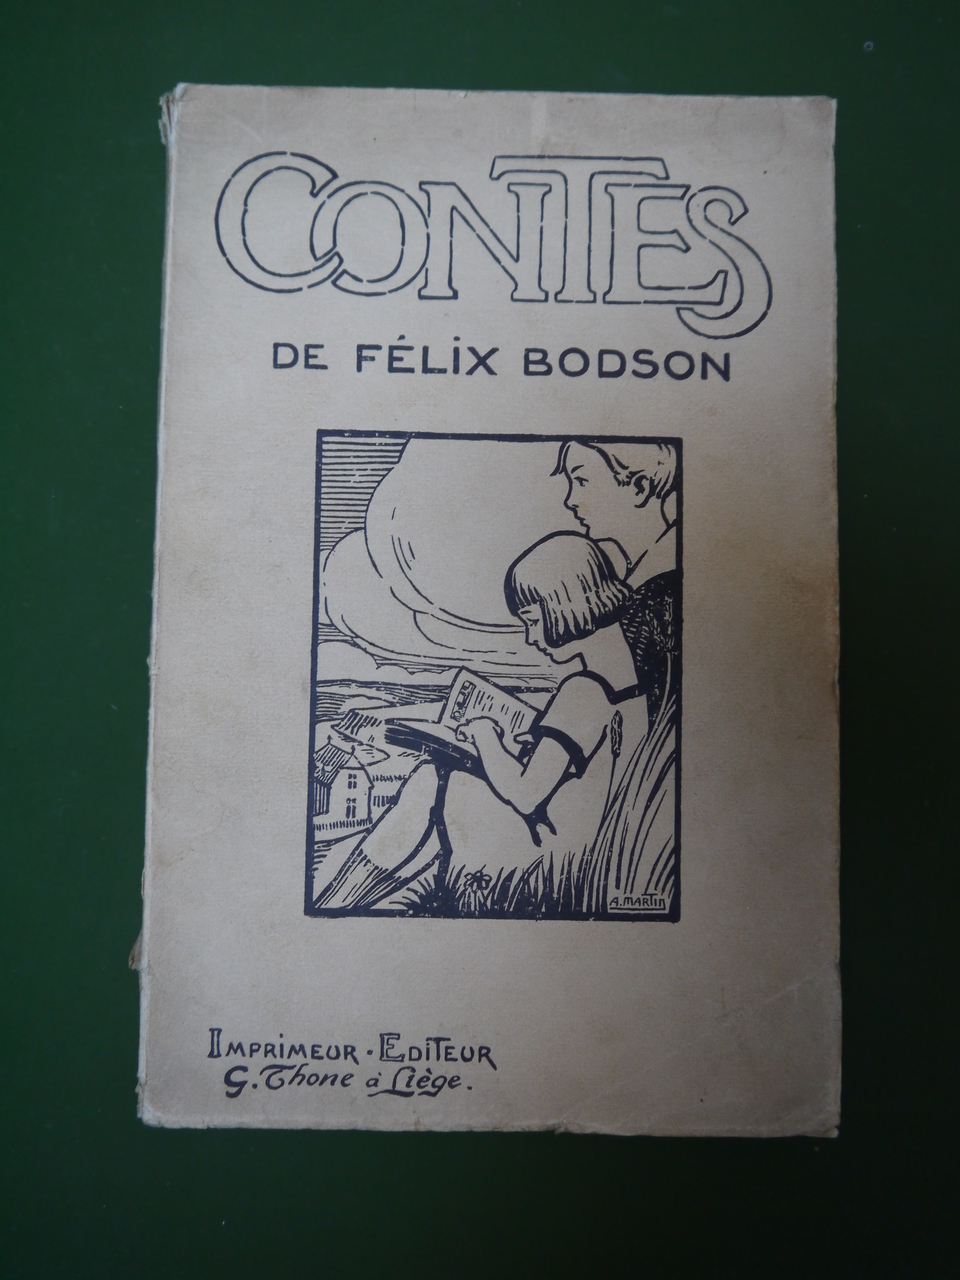 CONTES
DE FÉLIX BODSON
A. MARTIN
IMPRIMEUR · EDITEUR
G. Thone à Liège.